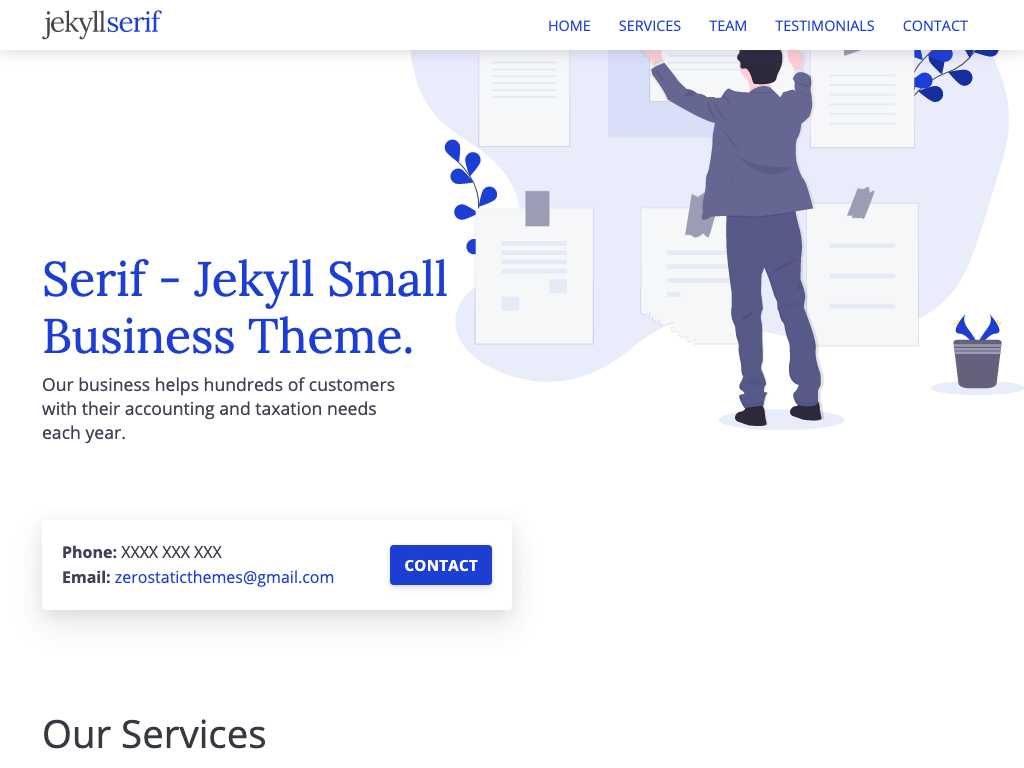 jekyllserif
HOME SERVICES TEAM TESTIMONIALS CONTACT
Serif - Jekyll Small
Business Theme.
Our business helps hundreds of customers
with their accounting and taxation needs
each year.
Phone: XXXX XXX XXX
Email: zerostaticthemes@gmail.com
CONTACT
Our Services